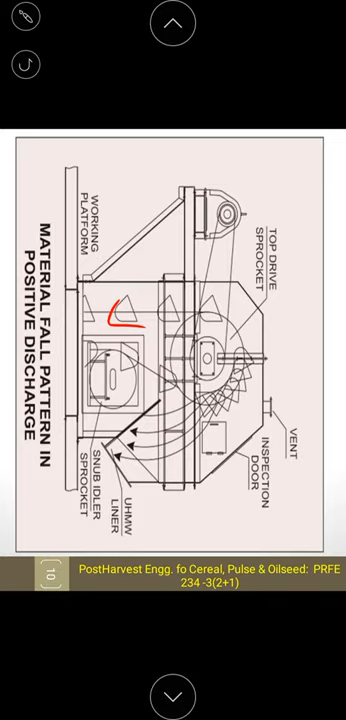 TOP DRIVE
SPROCKET
VENT
INSPECTION
DOOR
WORKING
PLATFORM
UHMW
LINER
SNUB IDLER
SPROCKET
MATERIAL FALL PATTERN IN
POSITIVE DISCHARGE
10
PostHarvest Engg. fo Cereal, Pulse & Oilseed: PRFE
234 -3(2+1)